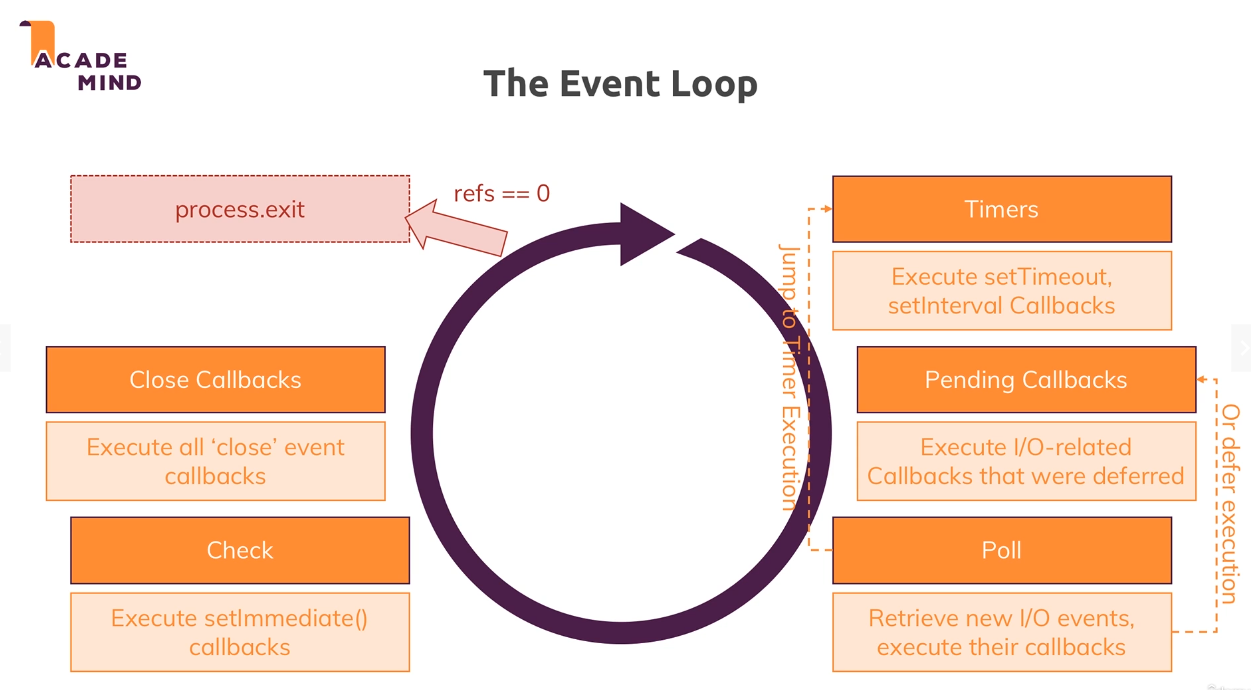 ACADE
MIND
The Event Loop
process.exit
refs == 0
Timers
Execute setTimeout,
setInterval Callbacks
Jump to Timer Execution
Close Callbacks
Execute all ‘close’ event
callbacks
Pending Callbacks
Execute I/O-related
Callbacks that were deferred
Or defer execution
Check
Execute setImmediate()
callbacks
Poll
Retrieve new I/O events,
execute their callbacks